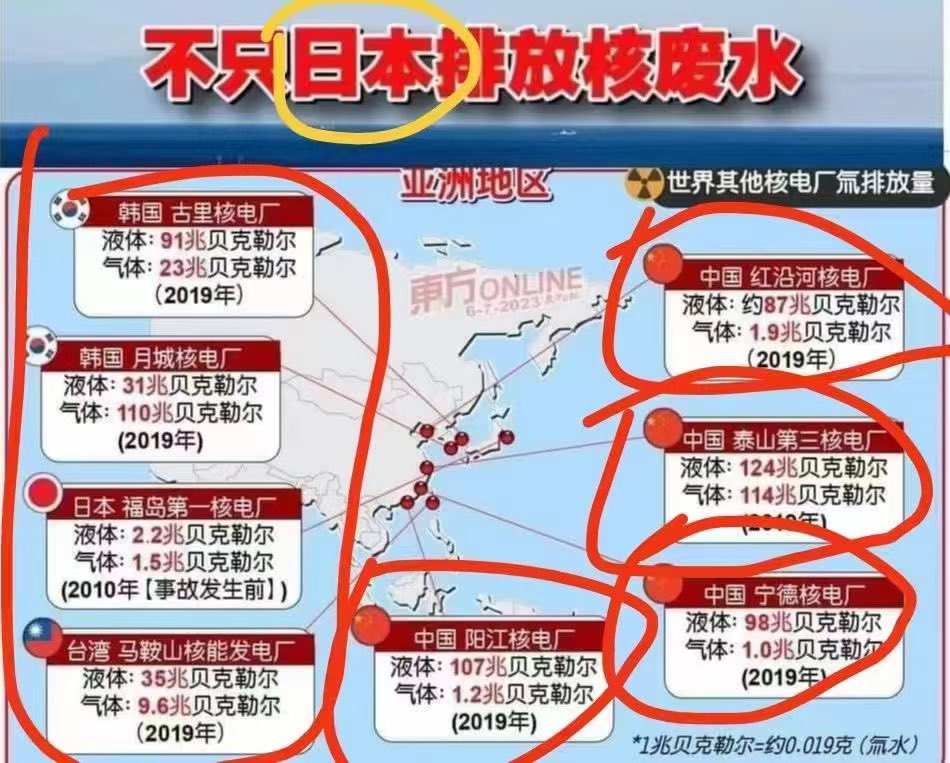 不只日本排放核废水
亚洲地区
世界其他核电厂氚排放量
韩国 古里核电厂
液体：91兆贝克勒尔
气体：23兆贝克勒尔
（2019年）
韩国 月城核电厂
液体：31兆贝克勒尔
气体：110兆贝克勒尔
(2019年)
日本 福岛第一核电厂
液体：2.2兆贝克勒尔
气体：1.5兆贝克勒尔
(2010年【事故发生前】)
台湾 马鞍山核能发电厂
液体：35兆贝克勒尔
气体：9.6兆贝克勒尔
（2019年）
東方ONLINE
6-7-2023
中国 红沿河核电厂
液体：约87兆贝克勒尔
气体：1.9兆贝克勒尔
(2019年)
中国 泰山第三核电厂
液体：124兆贝克勒尔
气体：114兆贝克勒尔
(2019年)
中国 宁德核电厂
液体：98兆贝克勒尔
气体：1.0兆贝克勒尔
(2019年)
中国 阳江核电厂
液体：107兆贝克勒尔
气体：1.2兆贝克勒尔
(2019年)
*1兆贝克勒尔=约0.019克（氚水）